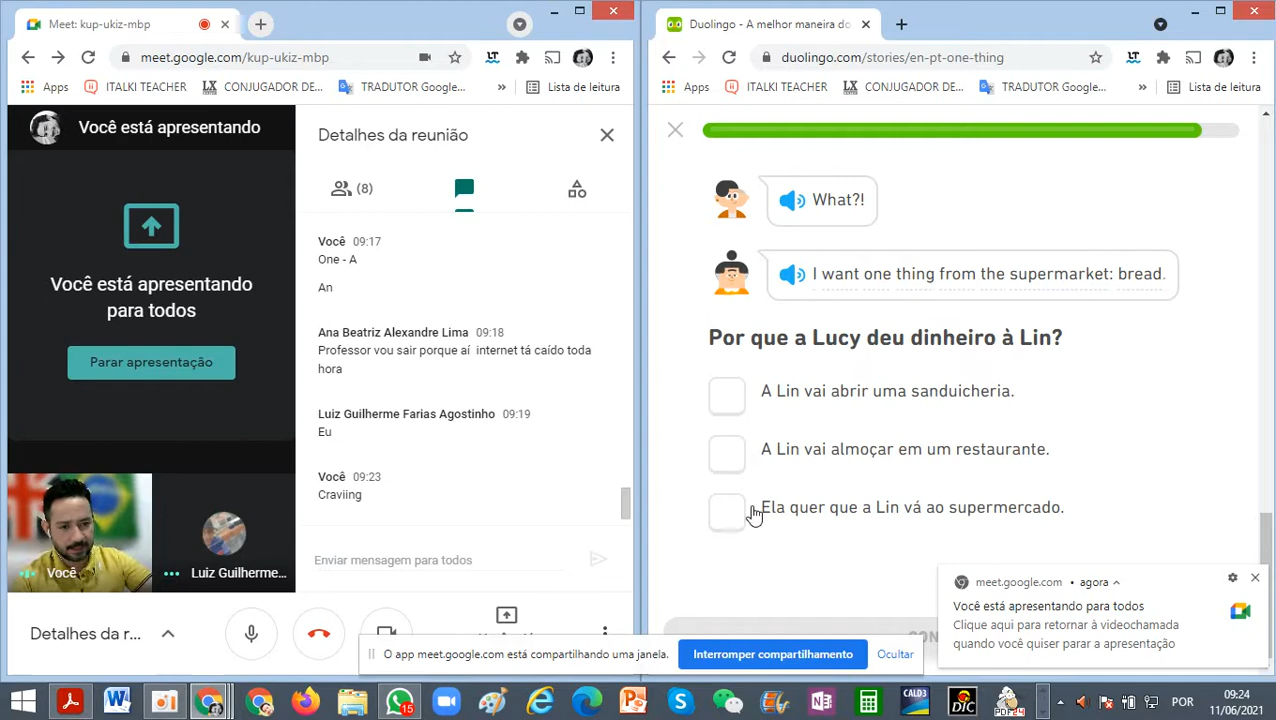 Meet: kup-ukiz-mbp
Duolingo - A melhor maneira do
meet.google.com/kup-ukiz-mbp
duolingo.com/stories/en-pt-one-thing
Apps ITALKI TEACHER LX CONJUGADOR DE... TRADUTOR Google... » Lista de leitura
Apps ITALKI TEACHER LX CONJUGADOR DE... TRADUTOR Google... » Lista de leitura
Você está apresentando
Você está apresentando
para todos
Parar apresentação
Você
Luiz Guilherme...
Detalhes da reunião
(8)
Você 09:17
One - A
An
Ana Beatriz Alexandre Lima 09:18
Professor vou sair porque aí internet tá caído toda
hora
Luiz Guilherme Farias Agostinho 09:19
Eu
Você 09:23
Craviing
Enviar mensagem para todos
Detalhes da r...
What?!
I want one thing from the supermarket: bread.
Por que a Lucy deu dinheiro à Lin?
A Lin vai abrir uma sanduicheria.
A Lin vai almoçar em um restaurante.
Ela quer que a Lin vá ao supermercado.
meet.google.com • agora
Você está apresentando para todos
Clique aqui para retornar à videochamada
quando você quiser parar a apresentação
O app meet.google.com está compartilhando uma janela.
Interromper compartilhamento
Ocultar
15
CALD3
DIC
PDF24
POR
09:24
11/06/2021